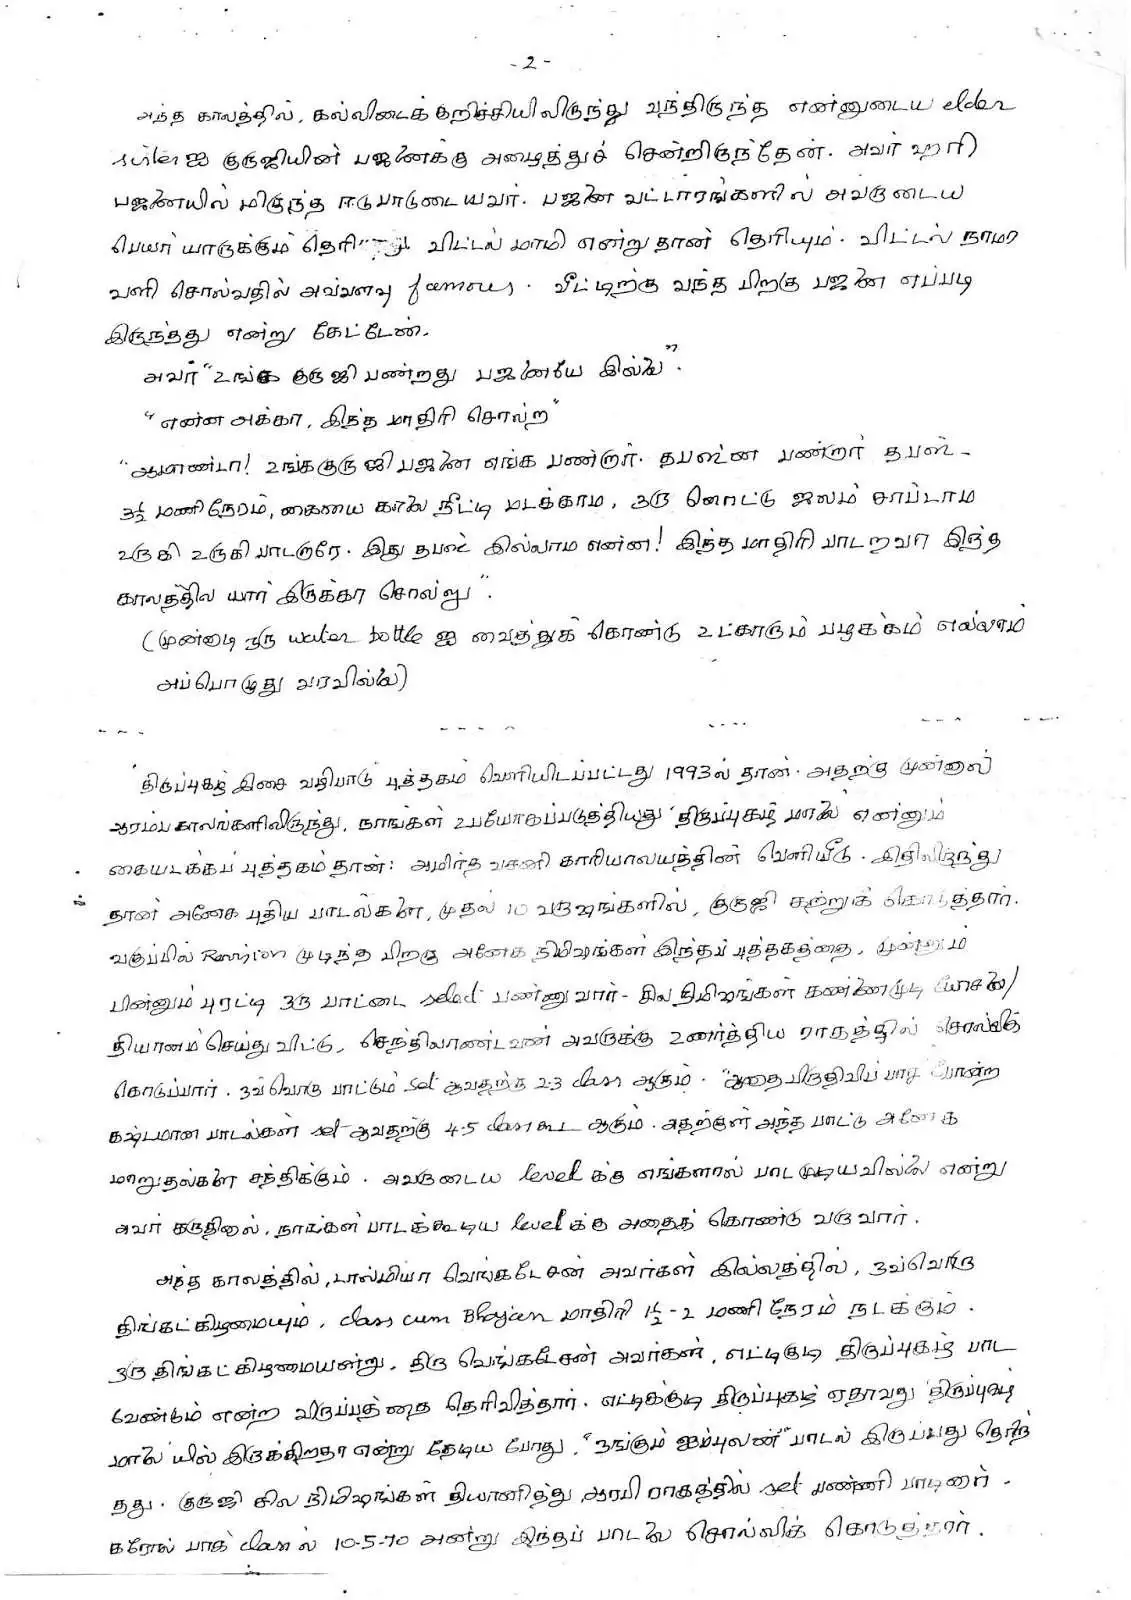 - 2 -
அந்த காலத்தில், கல்லிடைக் குறிச்சியிலிருந்து வந்திருந்த என்னுடைய elder
sister ஐ குருஜியின் பஜனைக்கு அழைத்துச் சென்றிருந்தேன். அவர் ஹரி
பஜனையில் மிகுந்த ஈடுபாடுடையவர். பஜனை வட்டாரங்களில் அவருடைய
பெயர் யாருக்கும் விட்டல் மாமி என்று தான் தெரியும். விட்டல் நாமா
வளி சொல்வதில் அவ்வளவு famous. வீட்டிற்கு வந்த பிறகு பஜனை எப்படி
இருந்தது என்று கேட்டேன்.
அவர் "உங்க குருஜி பண்றது பஜனையே இல்லை".
"என்ன அக்கா, இந்த மாதிரி சொல்ற"
"ஆமாண்டா! உங்ககுருஜி பஜனை எங்க பண்றார். தபஸ்ன பண்றார் தபஸ் -
3½ மணிநேரம், கையை காலை நீட்டி மடக்காம, ஒரு சொட்டு ஜலம் சாப்டாம
உருகி உருகி பாடறாரே. இது தபஸ் இல்லாம என்ன! இந்த மாதிரி பாடறவா இந்த
காலத்தில யார் இருக்கா சொல்லு".
(முன்னாடி ஒரு water bottle ஐ வைத்துக் கொண்டு உட்காரும் பழக்கம் எல்லாம்
அப்பொழுது வரவில்லை)
'திருப்புகழ் இசை வழிபாடு' புத்தகம் வெளியிடப்பட்டது 1993ல் தான். அதற்கு முன்னால்
ஆரம்ப காலங்களிலிருந்து, நாங்கள் உபயோகப்படுத்தியது 'திருப்புகழ் மாலை' என்னும்
கையடக்கப் புத்தகம்தான்: அமிர்த வசனி காரியாலயத்தின் வெளியீடு. இதிலிருந்து
தான் அனேக புதிய பாடல்களை, முதல் 10 வருஷங்களில், குருஜி கற்றுக் கொடுத்தார்.
வகுப்பில் Revision முடிந்த பிறகு அனேக நிமிஷங்கள் இந்தப் புத்தகத்தை, முன்னும்
பின்னும் புரட்டி ஒரு பாட்டை select பண்ணுவார் - சில நிமிஷங்கள் கண்ணைமூடி யோசனை/
தியானம்செய்து விட்டு, செந்திலாண்டவன் அவருக்கு உணர்த்திய ராகத்தில் சொல்லிக்
கொடுப்பார். ஒவ்வொரு பாட்டும் set ஆவதற்கு 2-3 class ஆகும். போன்ற
கஷ்டமான பாடல்கள் set ஆவதற்கு 4-5 class கூட ஆகும். அதற்குள் அந்த பாட்டு அனேக
மாறுதல்களை சந்திக்கும். அவருடைய level க்கு எங்களால் பாட முடியவில்லை என்று
அவர் கருதினால், நாங்கள் பாடக்கூடிய level க்கு அதைக் கொண்டு வருவார்.
அந்த காலத்தில், டால்மியா வெங்கடேசன் அவர்கள் இல்லத்தில், ஒவ்வொரு
திங்கட்கிழமையும், class cum Bhajan மாதிரி 1½ - 2 மணி நேரம் நடக்கும்.
ஒரு திங்கட்கிழமையன்று, திரு வெங்கடேசன் அவர்கள், எட்டிகுடி திருப்புகழ் பாட
வேண்டும் என்ற விருப்பத்தை தெரிவித்தார். எட்டிக்குடி திருப்புகழ் ஏதாவது 'திருப்புகழ்
மாலை'யில் இருக்கிறதா என்று தேடிய போது, "ஓங்கும் ஐம்புலன்" பாடல் இருப்பது தெரிந்
தது. குருஜி சில நிமிஷங்கள் தியானித்து ஆரபி ராகத்தில் set பண்ணி பாடினார்.
கரோல் பாக் class ல் 10-5-70 அன்று இந்தப் பாடலை சொல்லிக் கொடுத்தார்.